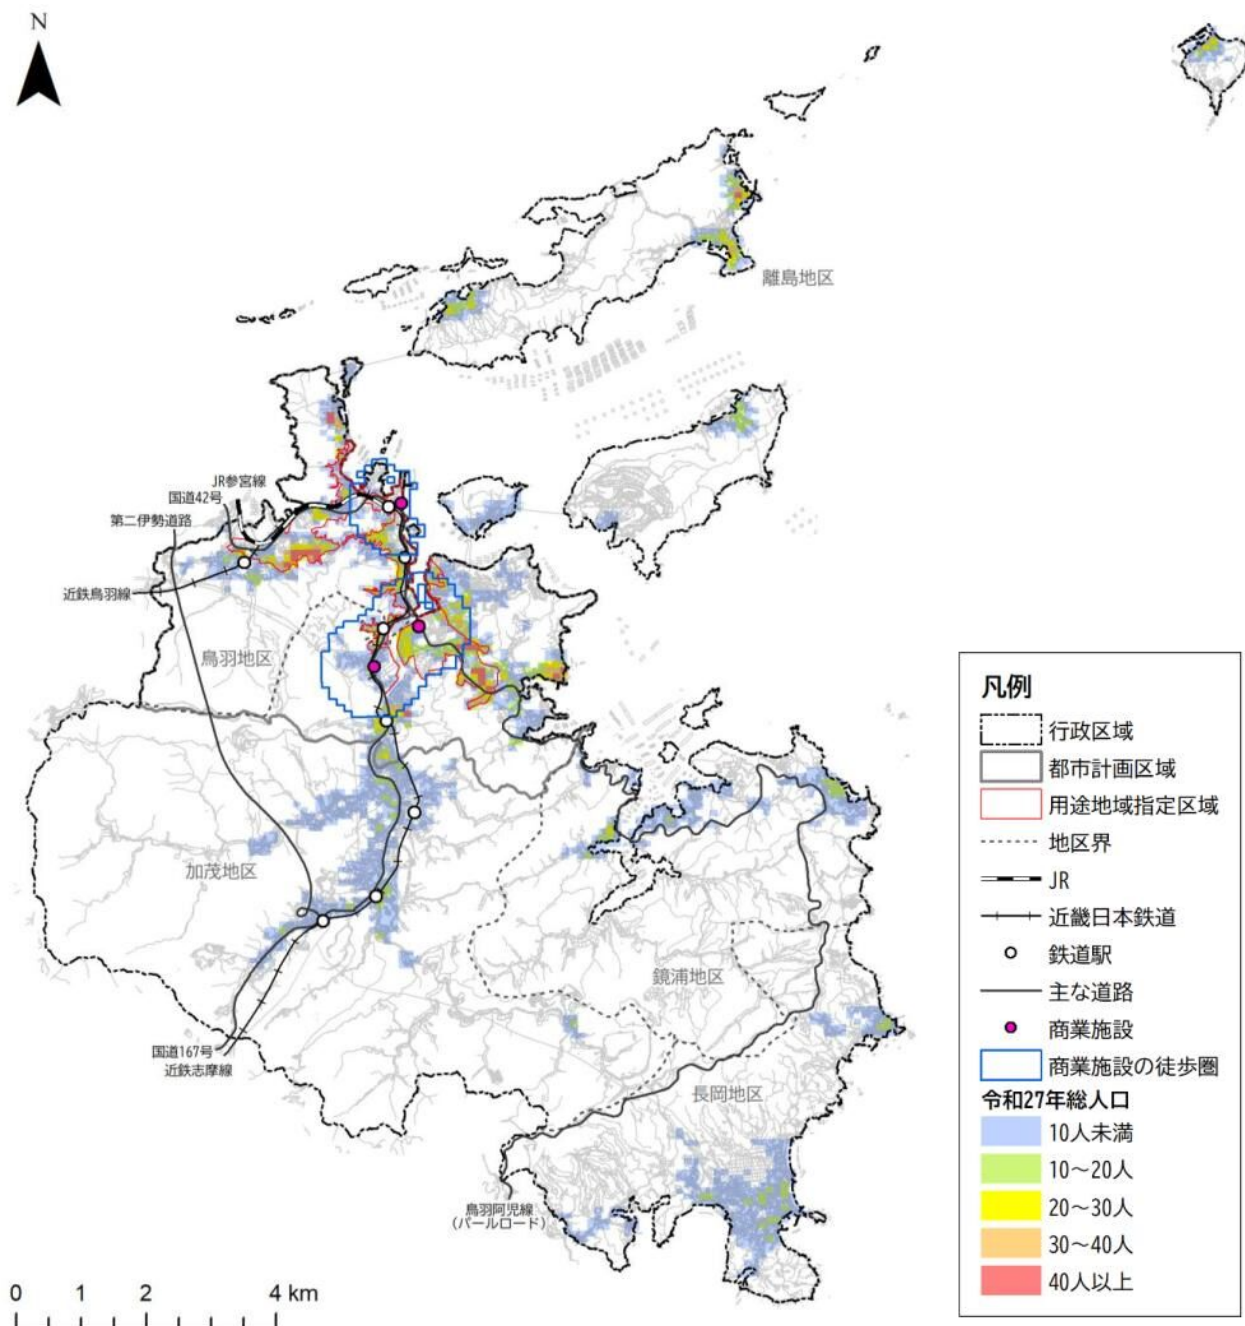 N
離島地区
JR参宮線
国道42号
第二伊勢道路
近鉄鳥羽線
鳥羽地区
加茂地区
鏡浦地区
国道167号
近鉄志摩線
長岡地区
鳥羽阿児線
(パールロード)
0 1 2 4 km
凡例
行政区域
都市計画区域
用途地域指定区域
地区界
JR
近畿日本鉄道
鉄道駅
主な道路
商業施設
商業施設の徒歩圏
令和27年総人口
10人未満
10～20人
20～30人
30～40人
40人以上